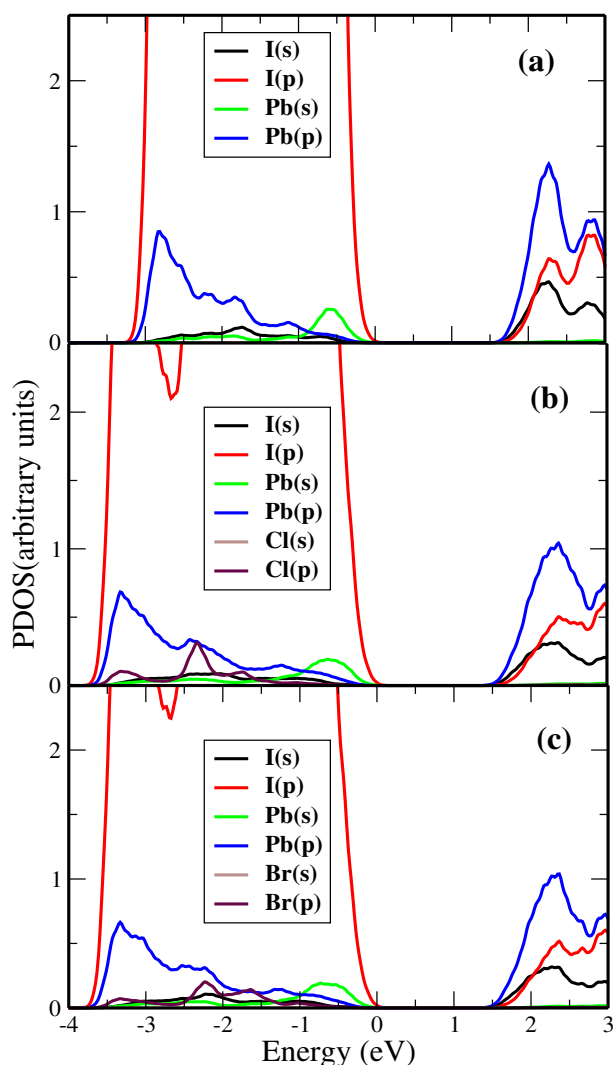 (a)
I(s)
I(p)
Pb(s)
Pb(p)
2
1
0
(b)
I(s)
I(p)
Pb(s)
Pb(p)
Cl(s)
Cl(p)
2
1
0
PDOS(arbitrary units)
(c)
I(s)
I(p)
Pb(s)
Pb(p)
Br(s)
Br(p)
2
1
0
-4 -3 -2 -1 0 1 2 3
Energy (eV)